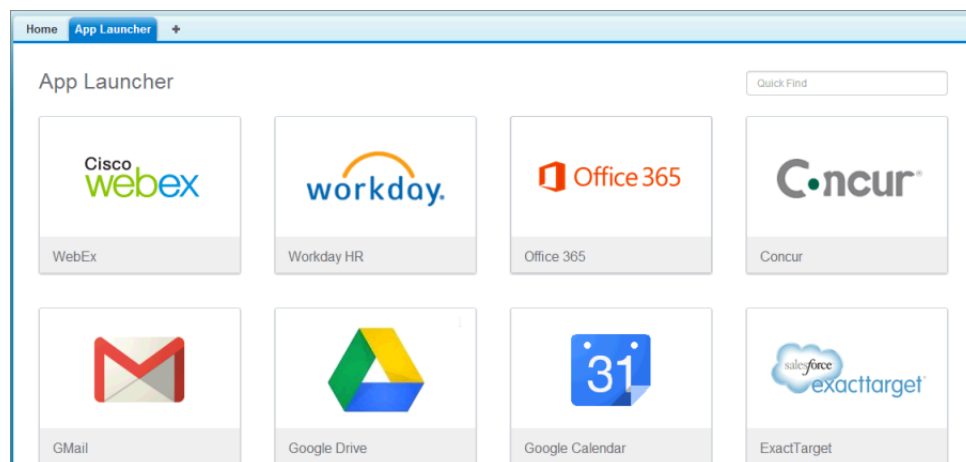 Home App Launcher +
App Launcher
Quick Find
Cisco
webex
workday.
Office 365
C•ncur®
WebEx
Workday HR
Office 365
Concur
31
salesforce
exacttarget
GMail
Google Drive
Google Calendar
ExactTarget